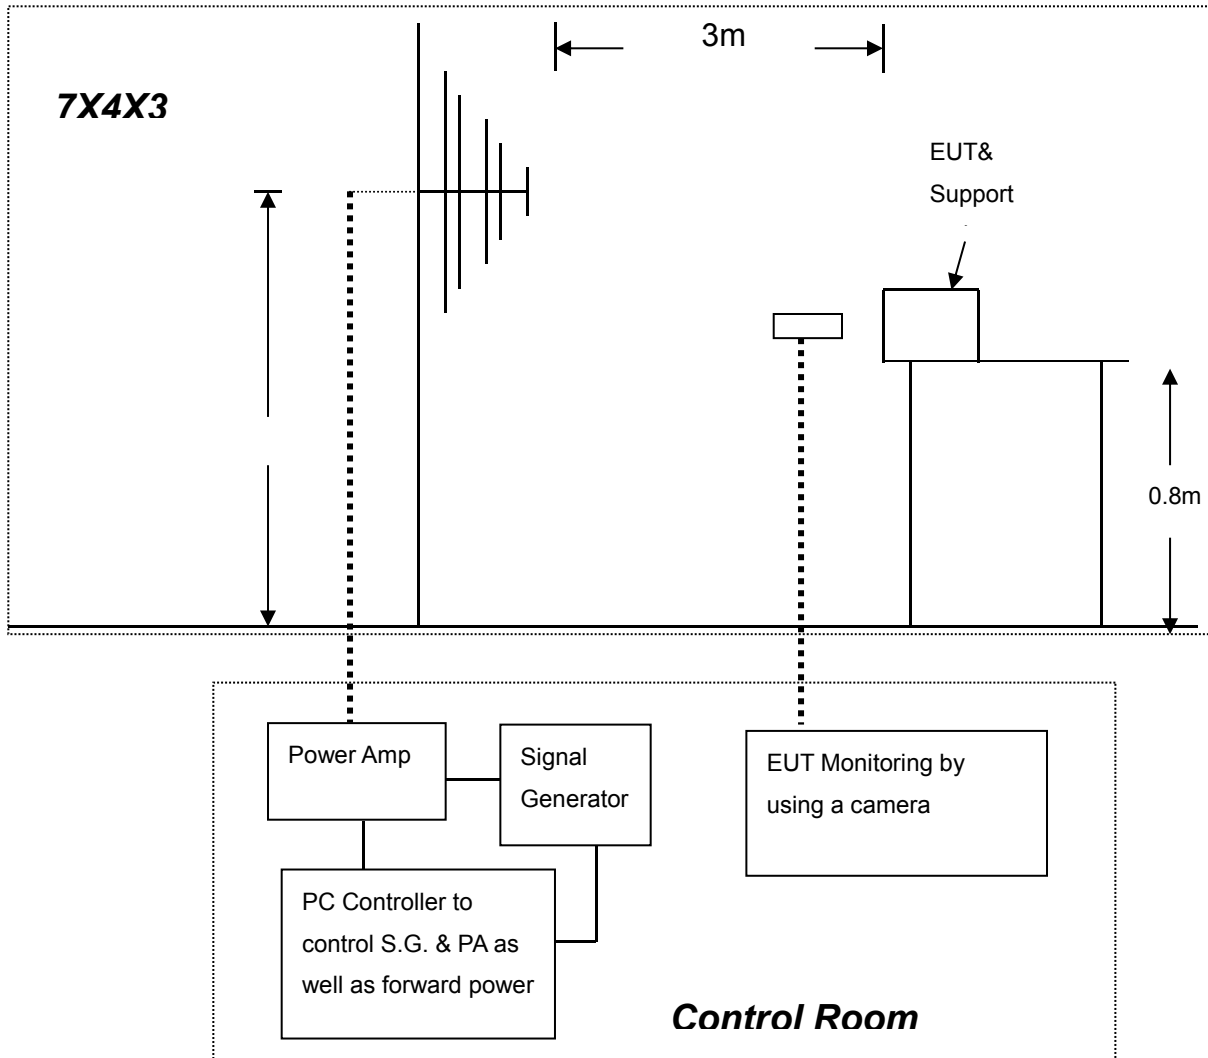 3m
7X4X3
EUT&
Support
0.8m
Power Amp
Signal
Generator
EUT Monitoring by
using a camera
PC Controller to
control S.G. & PA as
well as forward power
Control Room